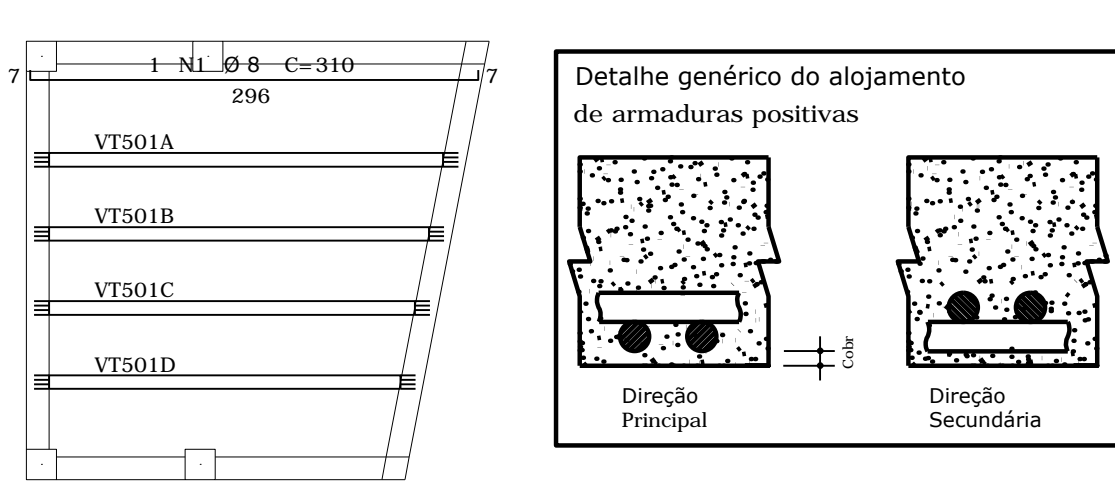 1 N1 Ø 8 C=310
7
7
296
VT501A
VT501B
VT501C
VT501D
Detalhe genérico do alojamento
de armaduras positivas
Cobr
Direção
Principal
Direção
Secundária